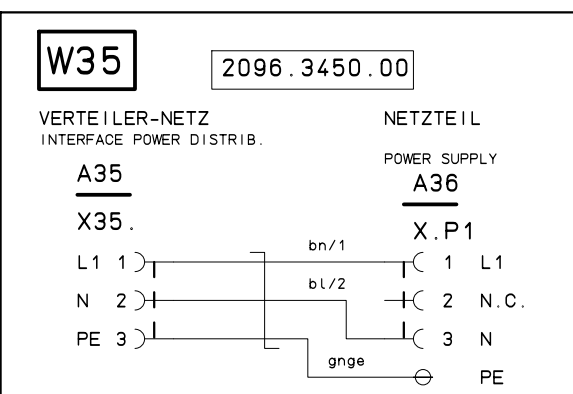 W35 2096.3450.00
VERTEILER-NETZ NETZTEIL
INTERFACE POWER DISTRIB.
POWER SUPPLY
A35 A36
X35. X.P1
bn/1
L1 1 1 L1
bl/2
N 2 2 N.C.
PE 3 3 N
gnge
PE